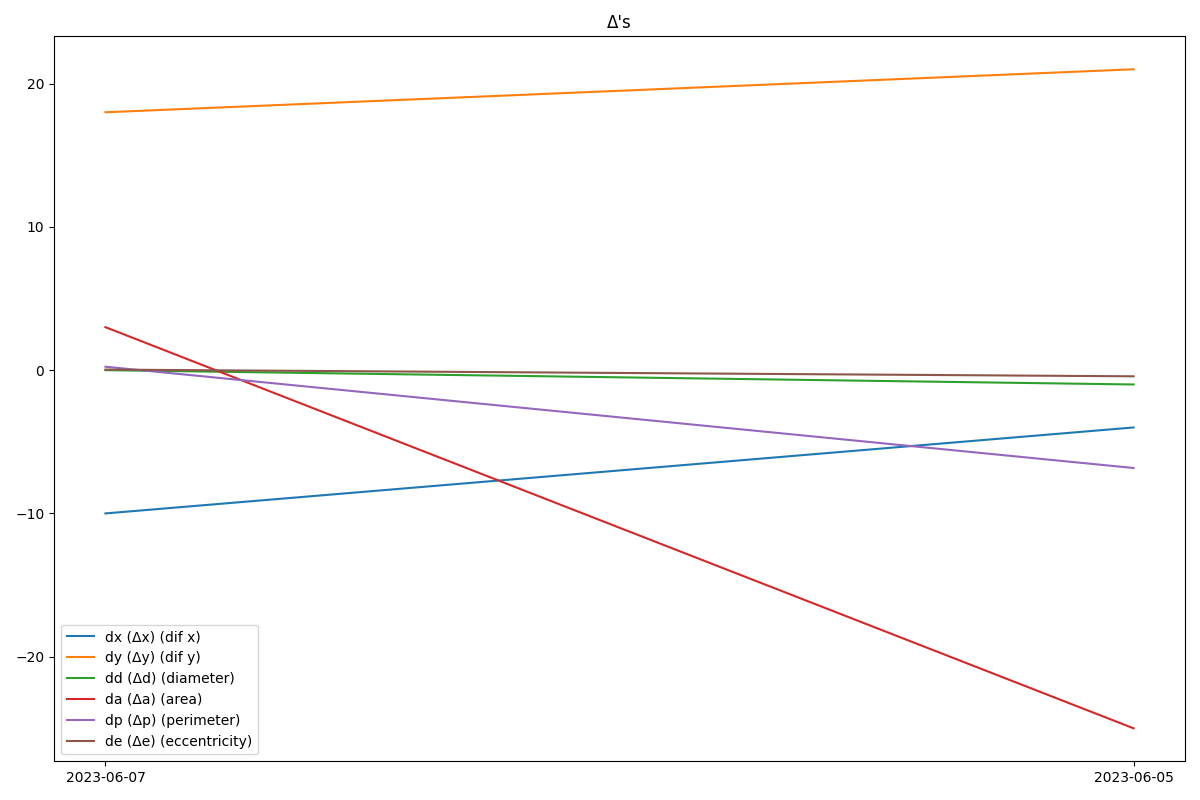 Δ's
20
10
0
−10
−20
dx (Δx) (dif x)
dy (Δy) (dif y)
dd (Δd) (diameter)
da (Δa) (area)
dp (Δp) (perimeter)
de (Δe) (eccentricity)
2023-06-07 2023-06-05